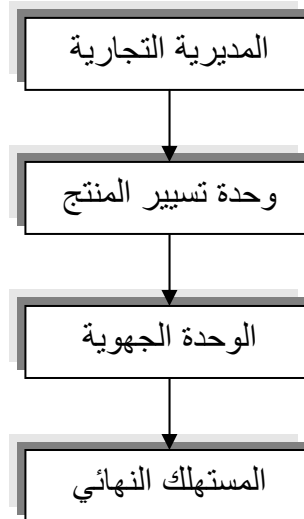 المديرية التجارية
وحدة تسيير المنتج
الوحدة الجهوية
المستهلك النهائي